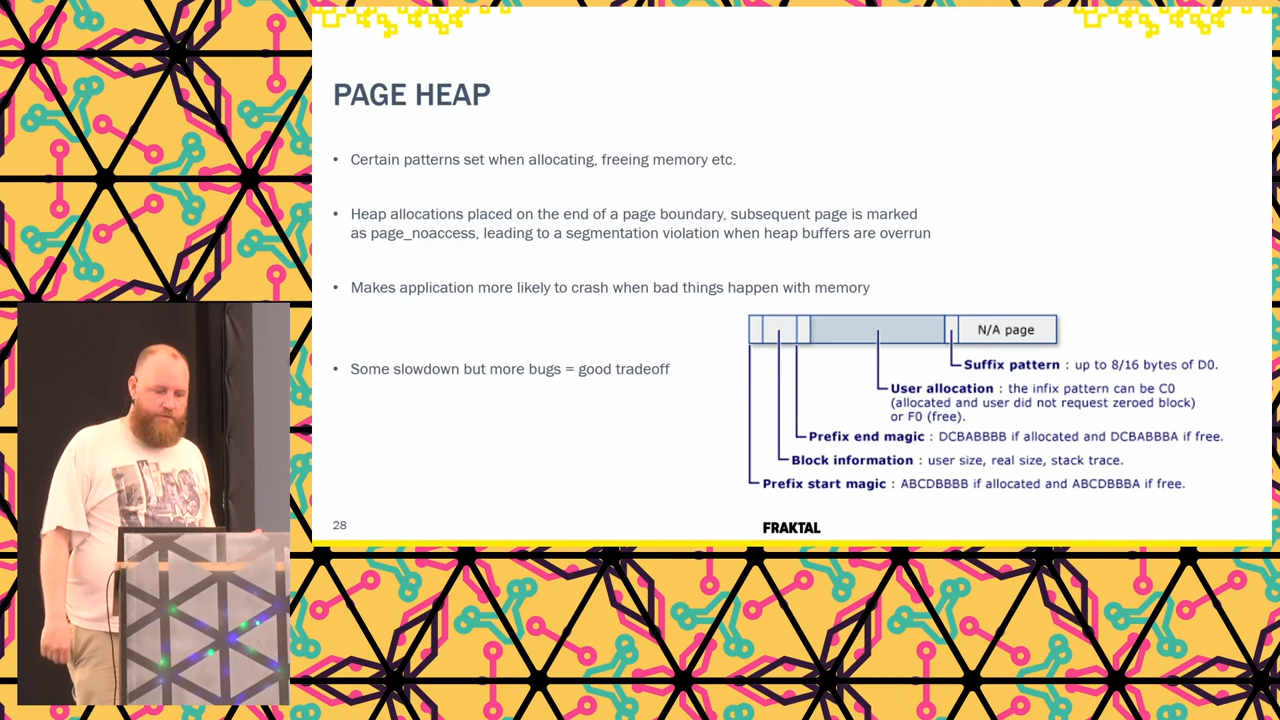 PAGE HEAP
• Certain patterns set when allocating, freeing memory etc.
• Heap allocations placed on the end of a page boundary, subsequent page is marked
as page_noaccess, leading to a segmentation violation when heap buffers are overrun
• Makes application more likely to crash when bad things happen with memory
• Some slowdown but more bugs = good tradeoff
N/A page
Suffix pattern : up to 8/16 bytes of D0.
User allocation : the infix pattern can be C0
(allocated and user did not request zeroed block)
or F0 (free).
Prefix end magic : DCBABBBB if allocated and DCBABBBA if free.
Block information : user size, real size, stack trace.
Prefix start magic : ABCDBBBB if allocated and ABCDBBBA if free.
28
FRAKTAL